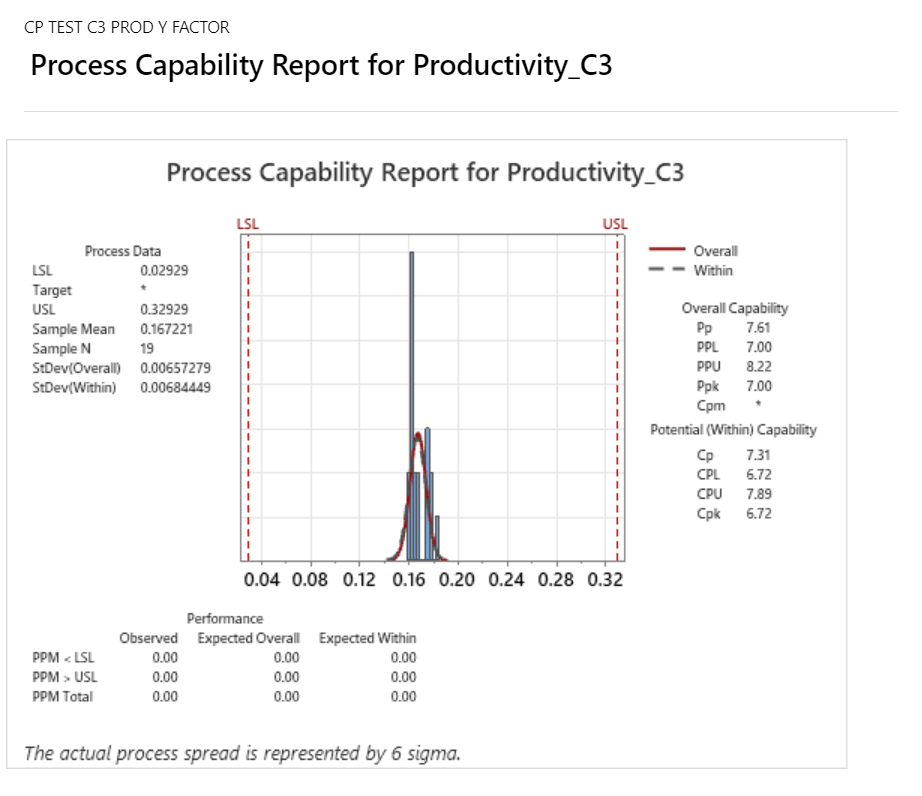 CP TEST C3 PROD Y FACTOR
Process Capability Report for Productivity_C3
Process Capability Report for Productivity_C3
LSL USL
Process Data
LSL 0.02929
Target *
USL 0.32929
Sample Mean 0.167221
Sample N 19
StDev(Overall) 0.00657279
StDev(Within) 0.00684449
Overall
Within
Overall Capability
Pp 7.61
PPL 7.00
PPU 8.22
Ppk 7.00
Cpm *
Potential (Within) Capability
Cp 7.31
CPL 6.72
CPU 7.89
Cpk 6.72
0.04 0.08 0.12 0.16 0.20 0.24 0.28 0.32
Performance
Observed Expected Overall Expected Within
PPM < LSL 0.00 0.00 0.00
PPM > USL 0.00 0.00 0.00
PPM Total 0.00 0.00 0.00
The actual process spread is represented by 6 sigma.